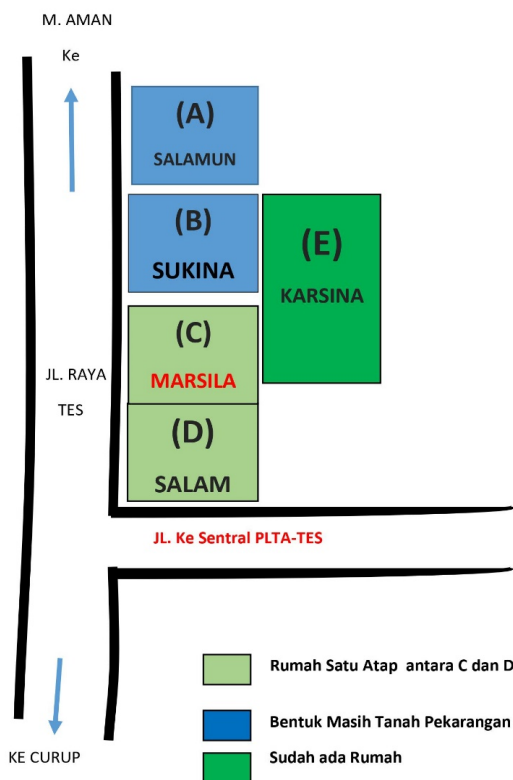 M. AMAN
Ke
(A)
SALAMUN
(B)
SUKINA
(E)
KARSINA
(C)
MARSILA
JL. RAYA
TES
(D)
SALAM
JL. Ke Sentral PLTA-TES
Rumah Satu Atap antara C dan D
Bentuk Masih Tanah Pekarangan
Sudah ada Rumah
KE CURUP